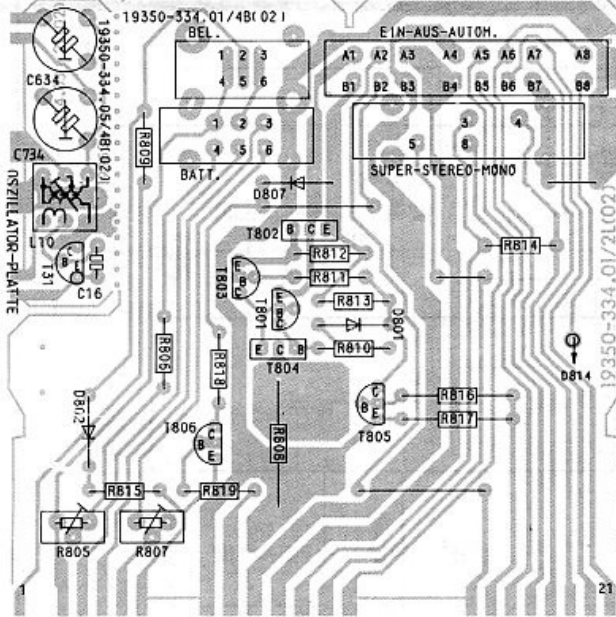 19350-334.01/4B(02)
BEL.
1 2 3
4 5 6
1 2 3
4 5 6
BATT.
EIN-AUS-AUTOM.
A1 A2 A3 A4 A5 A6 A7 A8
B1 B2 B3 B4 B5 B6 B7 B8
3 4
5 8
SUPER-STEREO-MONO
C634
19350-334.05/4B(02)
C734
OSZILLATOR-PLATTE
L10
T31
B C E
C16
R809
D807
T802
B C E
R812
R811
T803
E B C
T801
R813
D801
R810
E C B
T804
R814
D814
19350-334.01/2L(02)
R806
R818
D802
T806
C B E
R808
C B E
T805
R816
R817
R815
R819
R805
R807
1
21